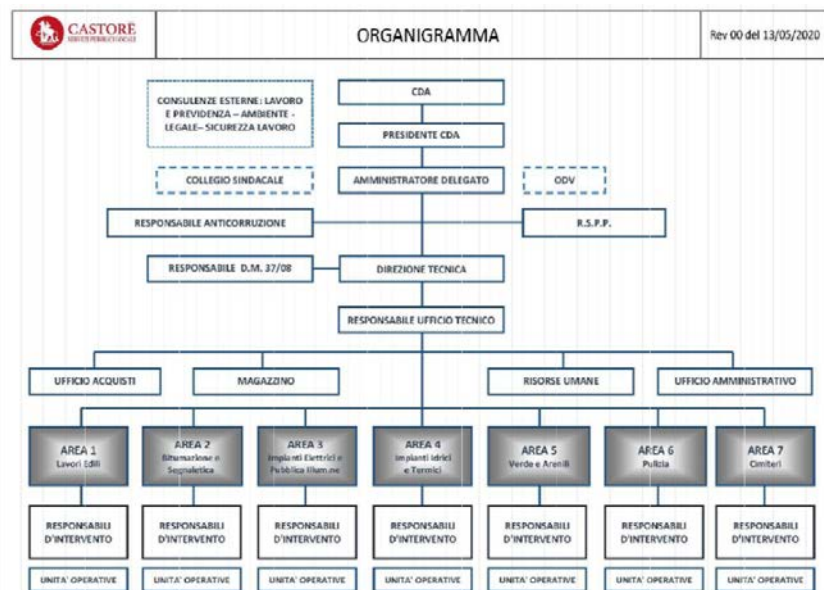 CASTORE
SERVIZI PUBBLICI LOCALI
ORGANIGRAMMA
Rev 00 del 13/05/2020
CONSULENZE ESTERNE: LAVORO
E PREVIDENZA – AMBIENTE -
LEGALE– SICUREZZA LAVORO
CDA
PRESIDENTE CDA
COLLEGIO SINDACALE
AMMINISTRATORE DELEGATO
ODV
RESPONSABILE ANTICORRUZIONE
R.S.P.P.
RESPONSABILE D.M. 37/08
DIREZIONE TECNICA
RESPONSABILE UFFICIO TECNICO
UFFICIO ACQUISTI
MAGAZZINO
RISORSE UMANE
UFFICIO AMMINISTRATIVO
AREA 1
Lavori Edili
AREA 2
Bitumazione e
Segnaletica
AREA 3
Impianti Elettrici e
Pubblica Illum.ne
AREA 4
Impianti Idrici
e Termici
AREA 5
Verde e Arenili
AREA 6
Pulizia
AREA 7
Cimiteri
RESPONSABILI
D'INTERVENTO
RESPONSABILI
D'INTERVENTO
RESPONSABILI
D'INTERVENTO
RESPONSABILI
D'INTERVENTO
RESPONSABILI
D'INTERVENTO
RESPONSABILI
D'INTERVENTO
RESPONSABILI
D'INTERVENTO
UNITA' OPERATIVE
UNITA' OPERATIVE
UNITA' OPERATIVE
UNITA' OPERATIVE
UNITA' OPERATIVE
UNITA' OPERATIVE
UNITA' OPERATIVE